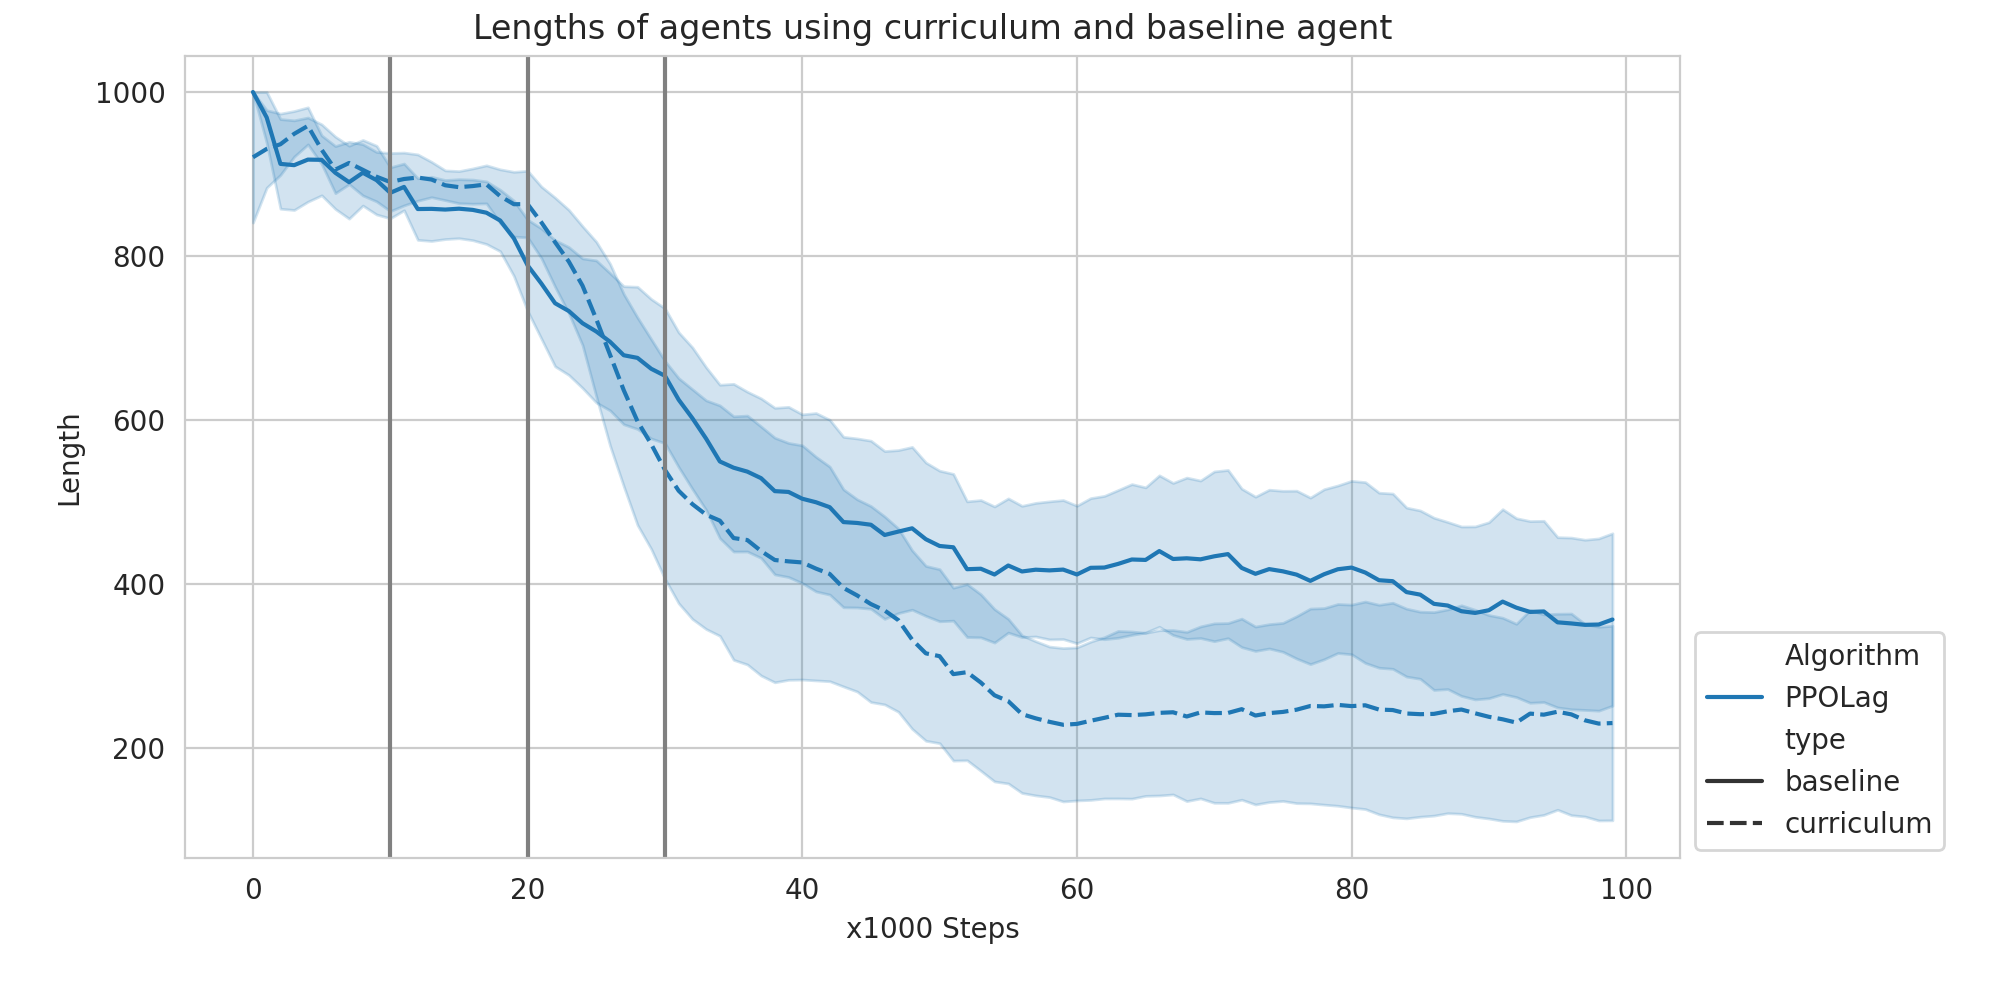 Lengths of agents using curriculum and baseline agent
1000
800
600
400
200
Length
0 20 40 60 80 100
x1000 Steps
Algorithm
PPOLag
type
baseline
curriculum